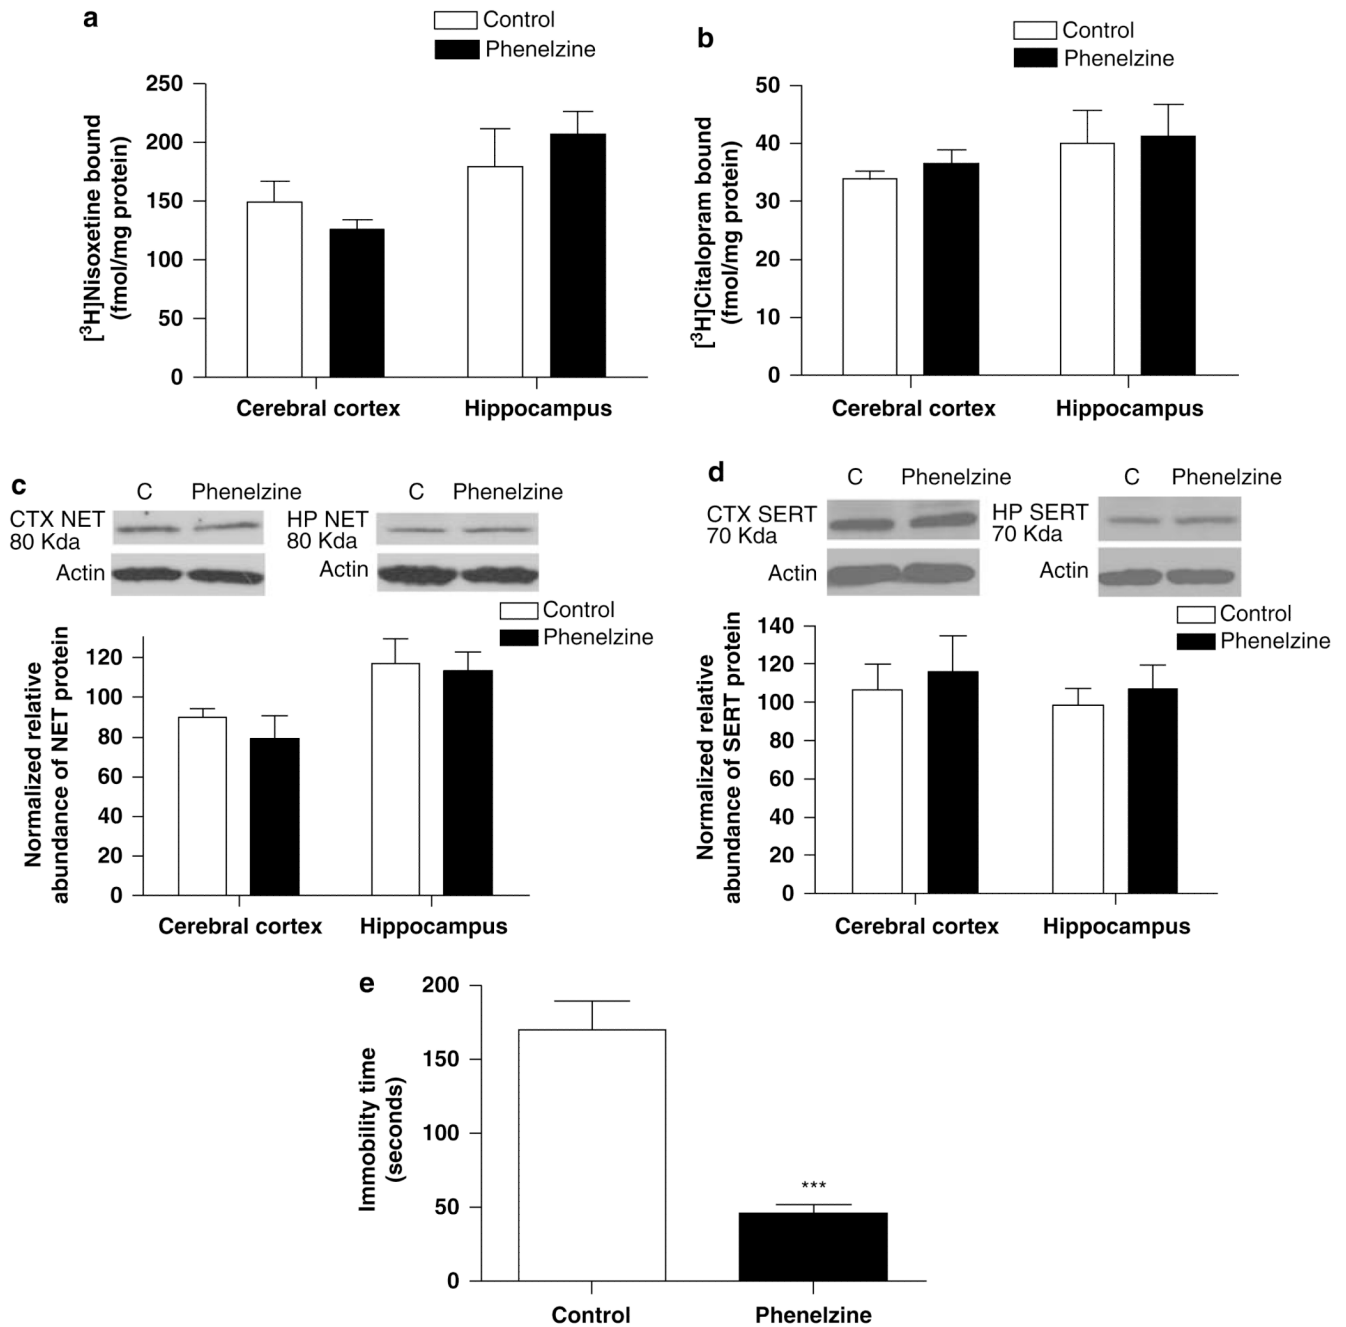 a
Control
Phenelzine
250
200
150
100
50
0
[3H]Nisoxetine bound
(fmol/mg protein)
Cerebral cortex
Hippocampus
b
Control
Phenelzine
50
40
30
20
10
0
[3H]Citalopram bound
(fmol/mg protein)
Cerebral cortex
Hippocampus
c
C
Phenelzine
CTX NET
80 Kda
Actin
C
Phenelzine
HP NET
80 Kda
Actin
Control
Phenelzine
120
100
80
60
40
20
0
Normalized relative
abundance of NET protein
Cerebral cortex
Hippocampus
d
C
Phenelzine
CTX SERT
70 Kda
Actin
C
Phenelzine
HP SERT
70 Kda
Actin
Control
Phenelzine
140
120
100
80
60
40
20
0
Normalized relative
abundance of SERT protein
Cerebral cortex
Hippocampus
e
200
150
100
50
0
Immobility time
(seconds)
***
Control
Phenelzine